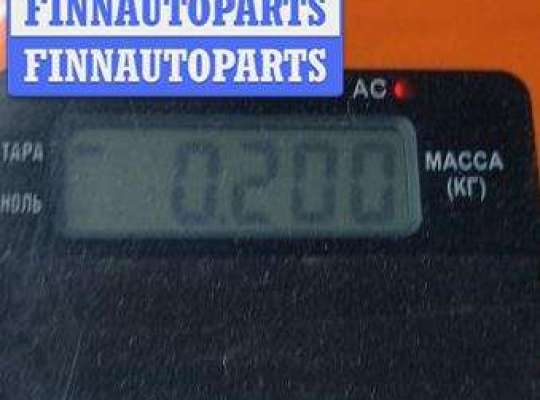 FINNAUTOPARTS
FINNAUTOPARTS
AC
ТАРА
0.200
МАССА
(КГ)
НОЛЬ